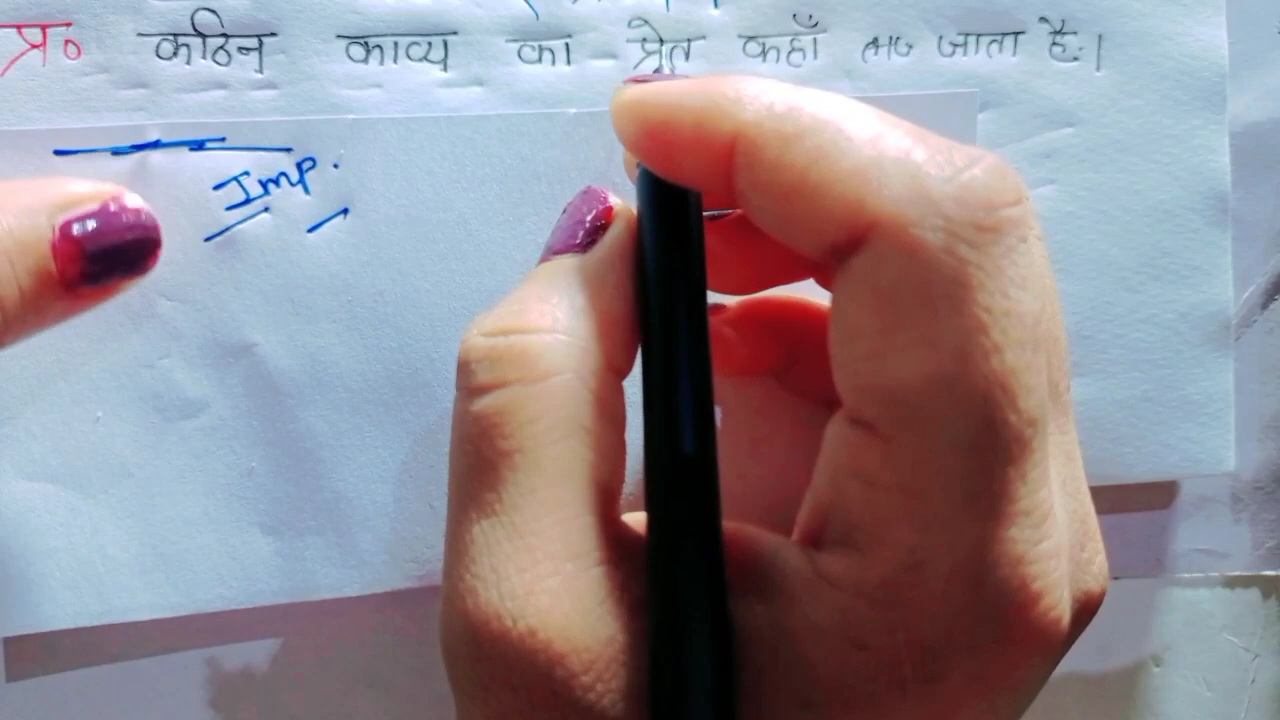 प्र० कठिन काव्य का प्रेत कहाँ जाता है।
Imp.